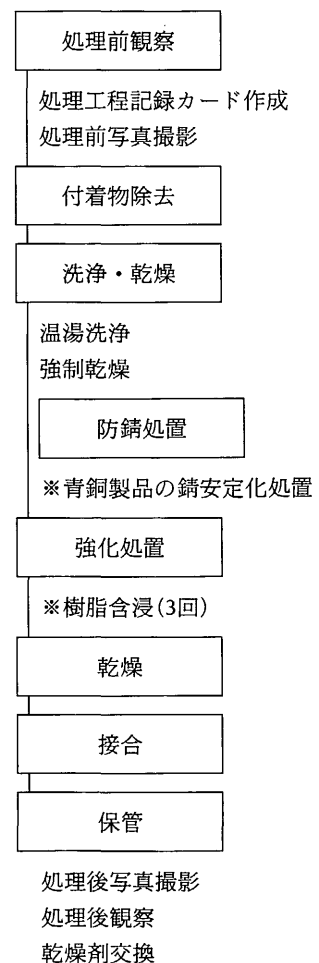 処理前観察
処理工程記録カード作成
処理前写真撮影
付着物除去
洗浄・乾燥
温湯洗浄
強制乾燥
防錆処置
※青銅製品の錆安定化処置
強化処置
※樹脂含浸(3回)
乾燥
接合
保管
処理後写真撮影
処理後観察
乾燥剤交換